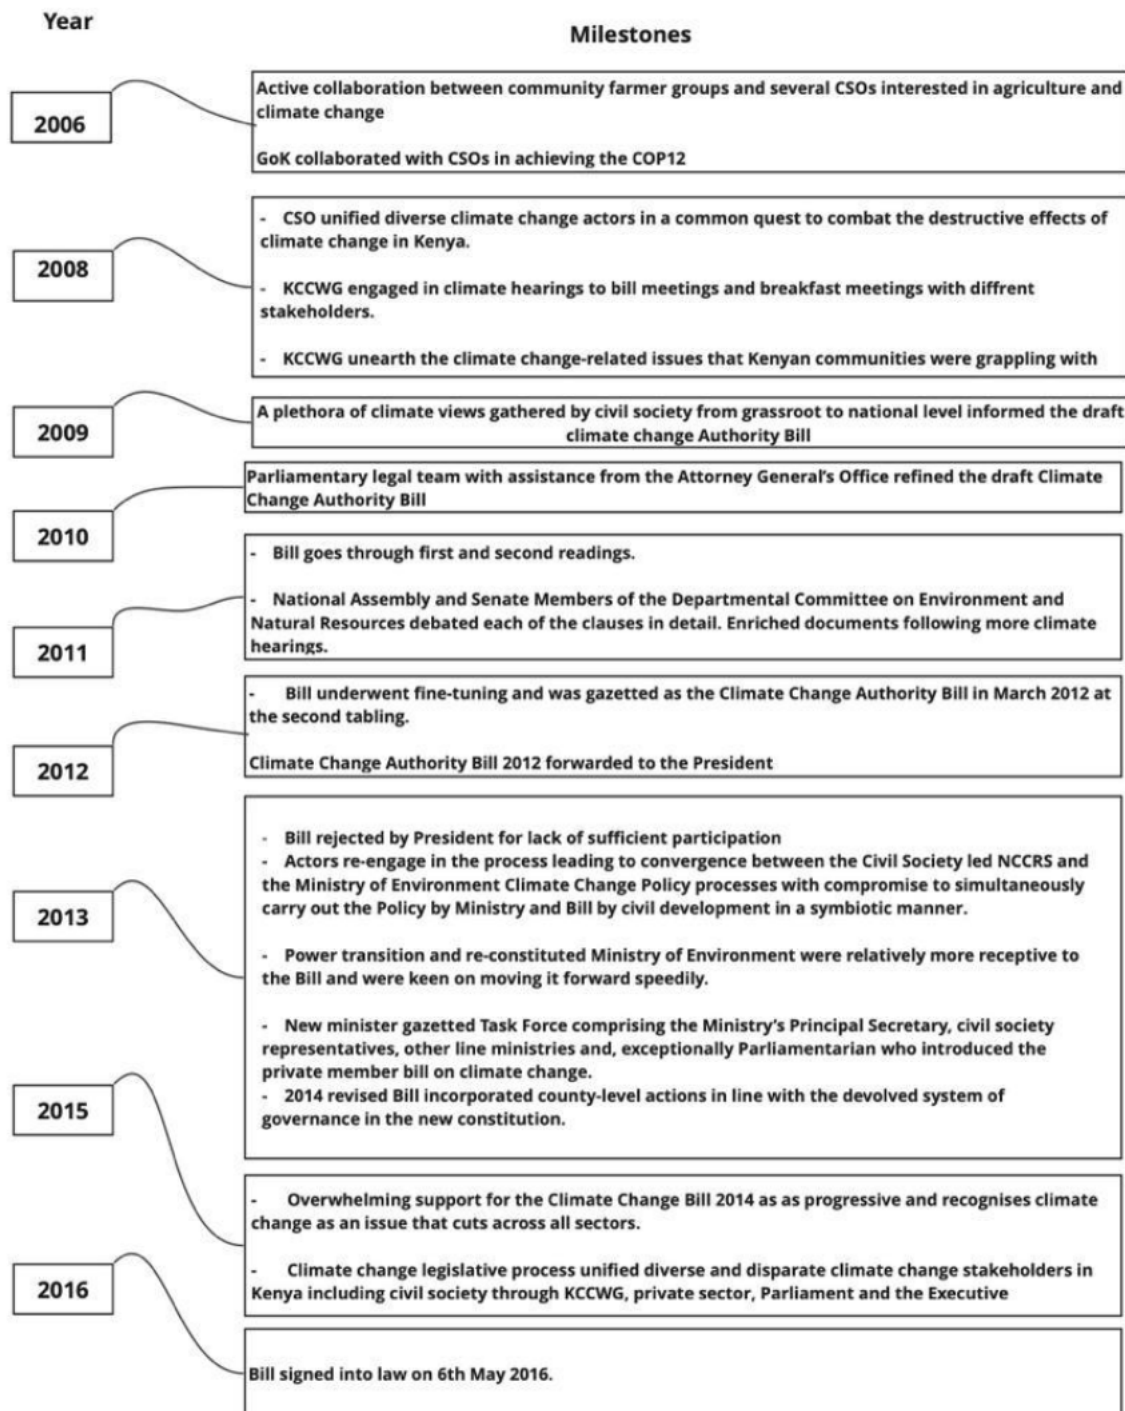 Year
Milestones
2006
Active collaboration between community farmer groups and several CSOs interested in agriculture and
climate change
GoK collaborated with CSOs in achieving the COP12
2008
- CSO unified diverse climate change actors in a common quest to combat the destructive effects of
climate change in Kenya.
- KCCWG engaged in climate hearings to bill meetings and breakfast meetings with diffrent
stakeholders.
- KCCWG unearth the climate change-related issues that Kenyan communities were grappling with
2009
A plethora of climate views gathered by civil society from grassroot to national level informed the draft
climate change Authority Bill
2010
Parliamentary legal team with assistance from the Attorney General's Office refined the draft Climate
Change Authority Bill
2011
- Bill goes through first and second readings.
- National Assembly and Senate Members of the Departmental Committee on Environment and
Natural Resources debated each of the clauses in detail. Enriched documents following more climate
hearings.
2012
- Bill underwent fine-tuning and was gazetted as the Climate Change Authority Bill in March 2012 at
the second tabling.
Climate Change Authority Bill 2012 forwarded to the President
2013
- Bill rejected by President for lack of sufficient participation
- Actors re-engage in the process leading to convergence between the Civil Society led NCCRS and
the Ministry of Environment Climate Change Policy processes with compromise to simultaneously
carry out the Policy by Ministry and Bill by civil development in a symbiotic manner.
- Power transition and re-constituted Ministry of Environment were relatively more receptive to
the Bill and were keen on moving it forward speedily.
- New minister gazetted Task Force comprising the Ministry's Principal Secretary, civil society
representatives, other line ministries and, exceptionally Parliamentarian who introduced the
private member bill on climate change.
- 2014 revised Bill incorporated county-level actions in line with the devolved system of
governance in the new constitution.
2015
- Overwhelming support for the Climate Change Bill 2014 as as progressive and recognises climate
change as an issue that cuts across all sectors.
- Climate change legislative process unified diverse and disparate climate change stakeholders in
Kenya including civil society through KCCWG, private sector, Parliament and the Executive
2016
Bill signed into law on 6th May 2016.